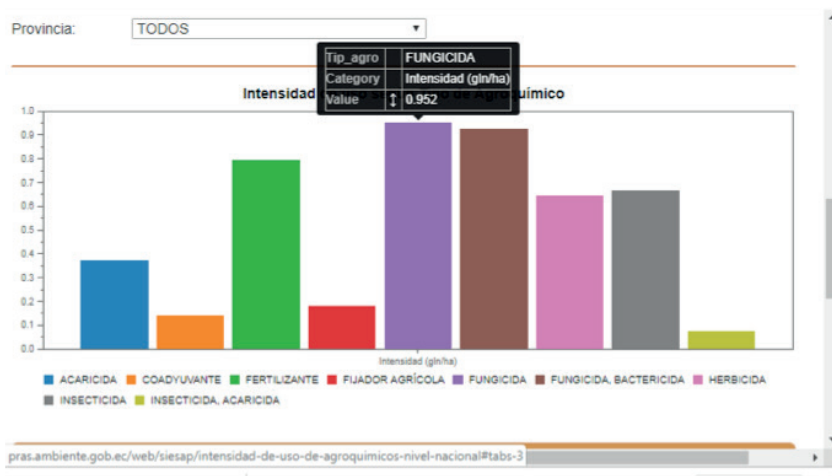 Provincia: TODOS
Tip_agro FUNGICIDA
Category Intensidad (gln/ha)
Value 0.952
Intensidad de Agroquímico
1.0
0.9
0.8
0.7
0.6
0.5
0.4
0.3
0.2
0.1
0.0
Intensidad (gln/ha)
ACARICIDA COADYUVANTE FERTILIZANTE FIJADOR AGRÍCOLA FUNGICIDA FUNGICIDA, BACTERICIDA HERBICIDA
INSECTICIDA INSECTICIDA, ACARICIDA
pras.ambiente.gob.ec/web/siesap/intensidad-de-uso-de-agroquimicos-nivel-nacional#tabs-3